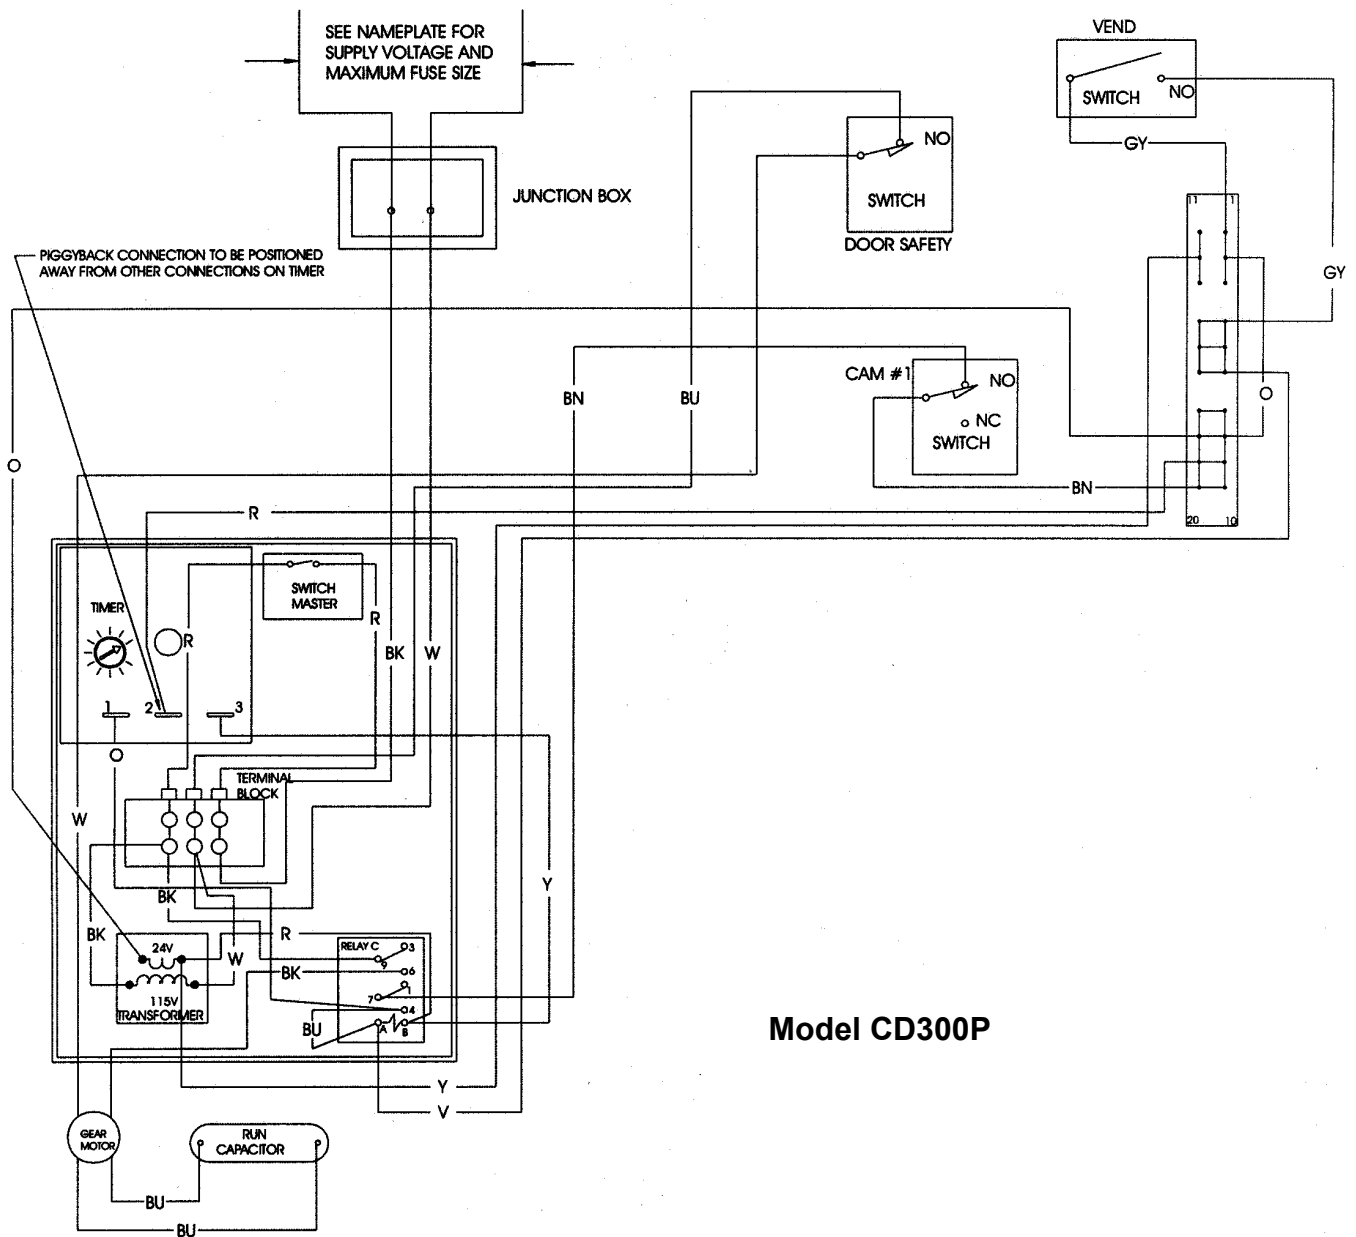 SEE NAMEPLATE FOR
SUPPLY VOLTAGE AND
MAXIMUM FUSE SIZE
VEND
SWITCH
NO
GY
NO
SWITCH
DOOR SAFETY
JUNCTION BOX
11 1
PIGGYBACK CONNECTION TO BE POSITIONED
AWAY FROM OTHER CONNECTIONS ON TIMER
GY
CAM #1
NO
NC
SWITCH
BN
BU
O
O
BN
R
20 10
SWITCH
MASTER
TIMER
R
R
BK
W
1
2
3
O
TERMINAL
BLOCK
W
BK
Y
BK
R
W
24V
115V
TRANSFORMER
RELAY C
3
9
BK
6
1
7
4
BU
A
B
Model CD300P
Y
V
GEAR
MOTOR
RUN
CAPACITOR
BU
BU